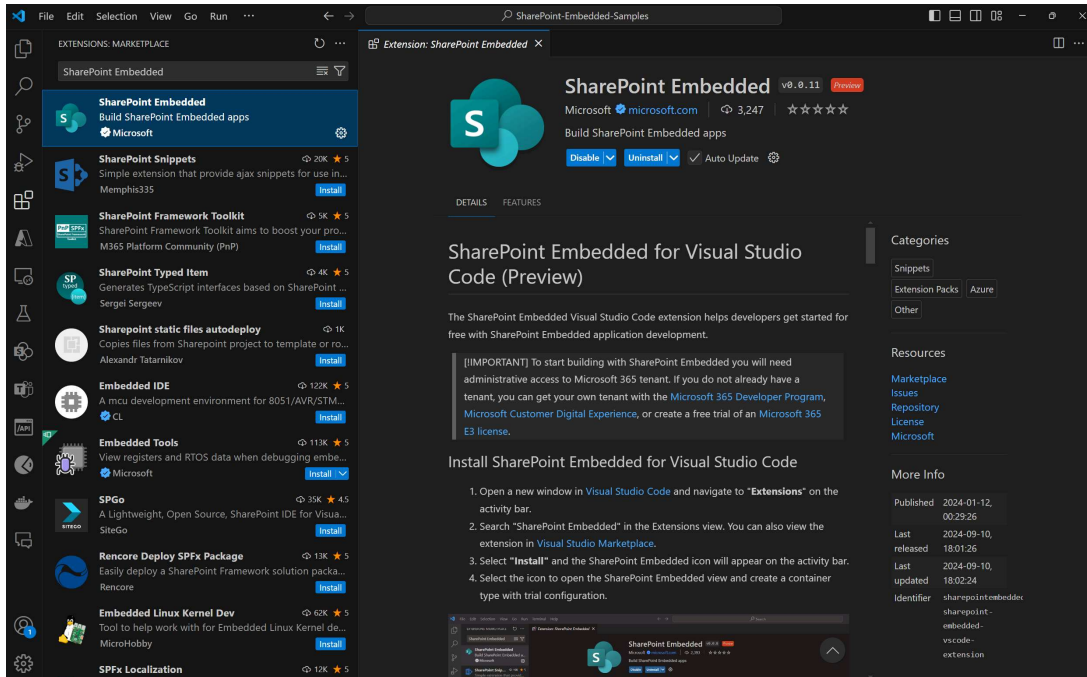 File Edit Selection View Go Run ···
SharePoint-Embedded-Samples
EXTENSIONS: MARKETPLACE
SharePoint Embedded
SharePoint Embedded
Build SharePoint Embedded apps
Microsoft
SharePoint Snippets 20K ★ 5
Simple extension that provide ajax snippets for use in...
Memphis335 Install
SharePoint Framework Toolkit 5K ★ 5
SharePoint Framework Toolkit aims to boost your pro...
M365 Platform Community (PnP) Install
SharePoint Typed Item 4K ★ 5
Generates TypeScript interfaces based on SharePoint ...
Sergei Sergeev Install
Sharepoint static files autodeploy 1K
Copies files from Sharepoint project to template or ro...
Alexandr Tatarnikov Install
Embedded IDE 122K ★ 5
A mcu development environment for 8051/AVR/STM...
CL Install
Embedded Tools 113K ★ 5
View registers and RTOS data when debugging embe...
Microsoft Install
SPGo 35K ★ 4.5
A Lightweight, Open Source, SharePoint IDE for Visua...
SiteGo Install
Rencore Deploy SPFx Package 13K ★ 5
Easily deploy a SharePoint Framework solution packa...
Rencore Install
Embedded Linux Kernel Dev 62K ★ 5
Tool to help work with for Embedded Linux Kernel de...
MicroHobby Install
SPFx Localization 12K ★ 5
Extension: SharePoint Embedded
SharePoint Embedded v0.0.11 Preview
Microsoft microsoft.com 3,247
Build SharePoint Embedded apps
Disable Uninstall Auto Update
DETAILS FEATURES
SharePoint Embedded for Visual Studio
Code (Preview)
The SharePoint Embedded Visual Studio Code extension helps developers get started for
free with SharePoint Embedded application development.
[!IMPORTANT] To start building with SharePoint Embedded you will need
administrative access to Microsoft 365 tenant. If you do not already have a
tenant, you can get your own tenant with the Microsoft 365 Developer Program,
Microsoft Customer Digital Experience, or create a free trial of an Microsoft 365
E3 license.
Install SharePoint Embedded for Visual Studio Code
1. Open a new window in Visual Studio Code and navigate to "Extensions" on the
activity bar.
2. Search "SharePoint Embedded" in the Extensions view. You can also view the
extension in Visual Studio Marketplace.
3. Select "Install" and the SharePoint Embedded icon will appear on the activity bar.
4. Select the icon to open the SharePoint Embedded view and create a container
type with trial configuration.
SharePoint Embedded
Build SharePoint Embedded apps
Categories
Snippets
Extension Packs Azure
Other
Resources
Marketplace
Issues
Repository
License
Microsoft
More Info
Published 2024-01-12,
00:29:26
Last 2024-09-10,
released 18:01:26
Last 2024-09-10,
updated 18:02:24
Identifier sharepointembedded
sharepoint-
embedded-
vscode-
extension